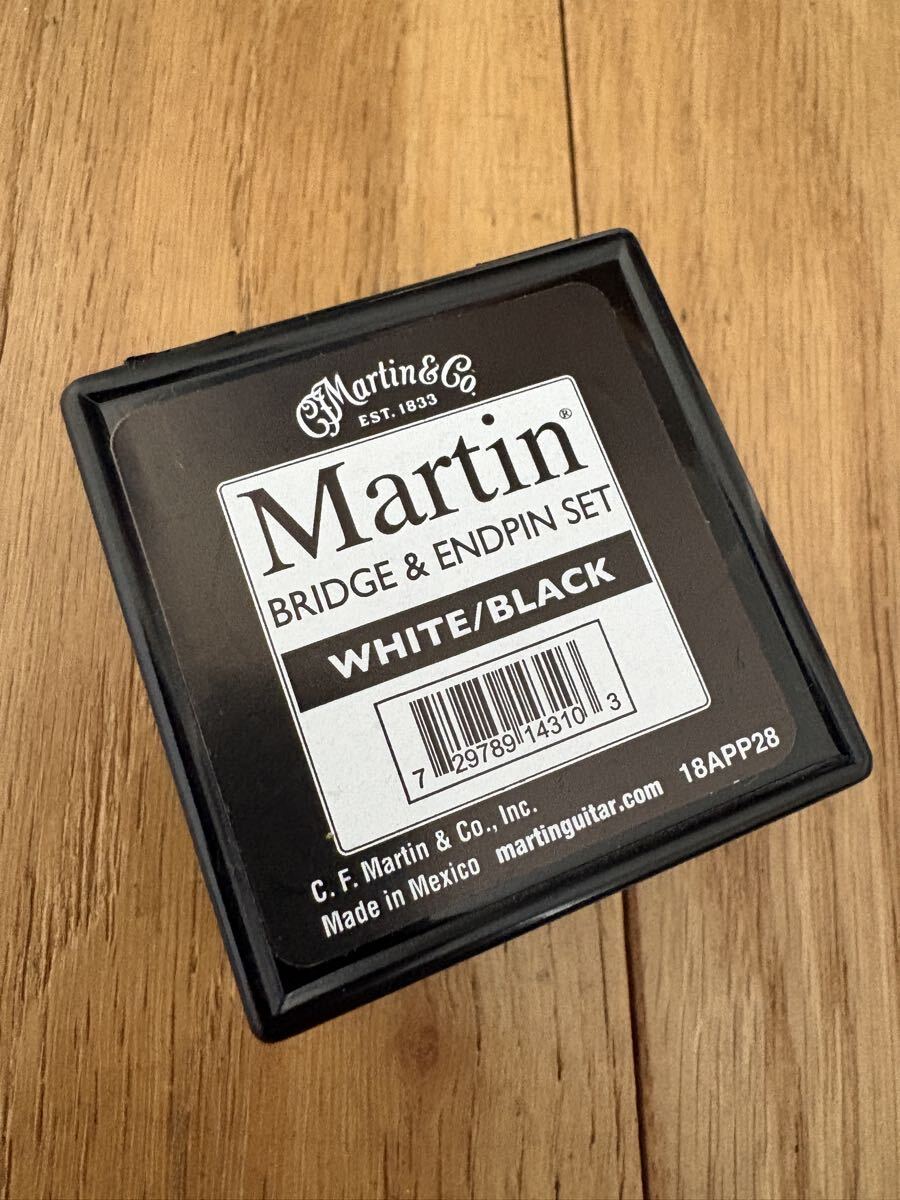 CFMartin & Co.
EST. 1833
Martin®
BRIDGE & ENDPIN SET
WHITE/BLACK
7 29789 14310 3
C. F. Martin & Co., Inc.
Made in Mexico martinguitar.com 18APP28